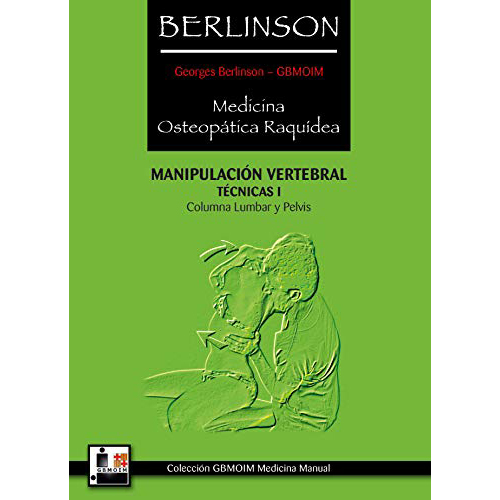 BERLINSON
Georges Berlinson – GBMOIM
Medicina
Osteopática Raquídea
MANIPULACIÓN VERTEBRAL
TÉCNICAS I
Columna Lumbar y Pelvis
GBMOIM
Colección GBMOIM Medicina Manual